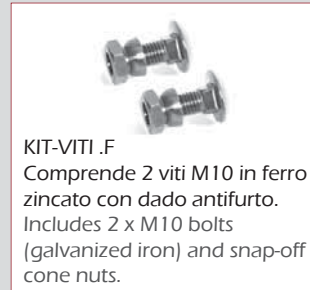 KIT-VITI .F
Comprende 2 viti M10 in ferro
zincato con dado antifurto.
Includes 2 x M10 bolts
(galvanized iron) and snap-off
cone nuts.